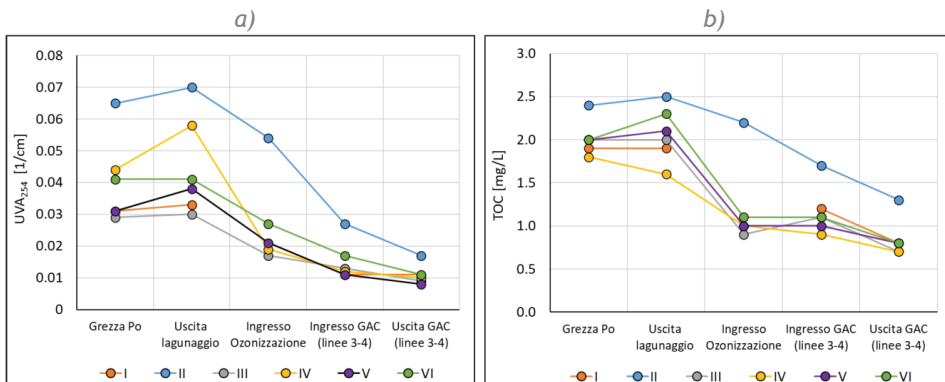 a)
UVA254 [1/cm]
0.07
0.06
0.05
0.04
0.03
0.02
0.01
0
0.08
Grezza Po
Uscita
lagunaggio
Ingresso
Ozonizzazione
Ingresso GAC
(linee 3-4)
Uscita GAC
(linee 3-4)
I II III IV V VI
b)
TOC [mg/L]
3.0
2.5
2.0
1.5
1.0
0.5
0.0
Grezza Po
Uscita
lagunaggio
Ingresso
Ozonizzazione
Ingresso GAC
(linee 3-4)
Uscita GAC
(linee 3-4)
I II III IV V VI